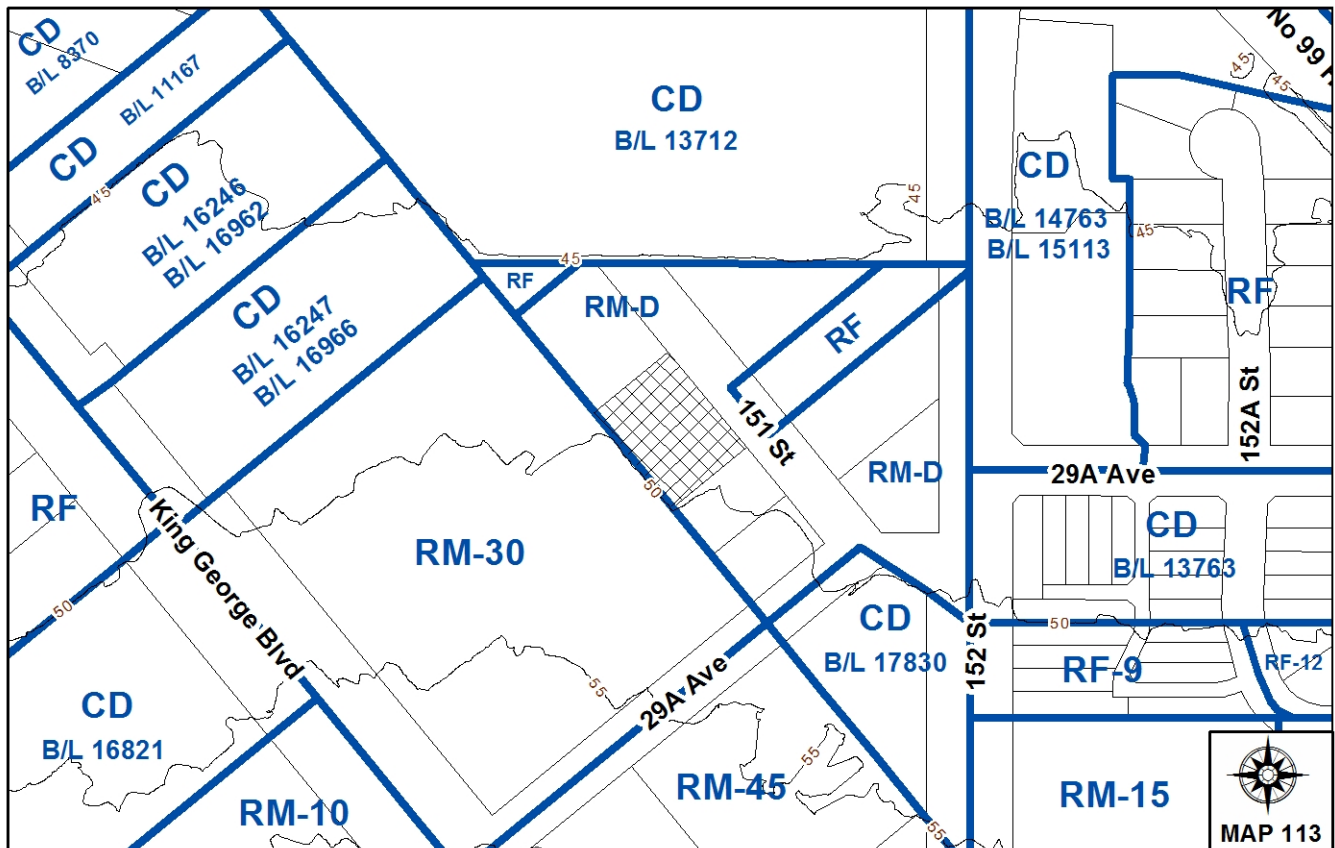 CD
B/L 8370
CD
B/L 11167
CD
B/L 16246
B/L 16962
45
CD
B/L 16247
B/L 16966
CD
B/L 13712
45
45
RF
RM-D
RF
151 St
RM-D
CD
B/L 14763
B/L 15113
45
RF
152A St
No 99 H
45
45
29A Ave
CD
B/L 13763
50
RF-9
RF-12
RM-15
152 St
CD
B/L 17830
50
RM-30
RF
King George Blvd
50
CD
B/L 16821
RM-10
55
29A Ave
RM-45
55
55
MAP 113